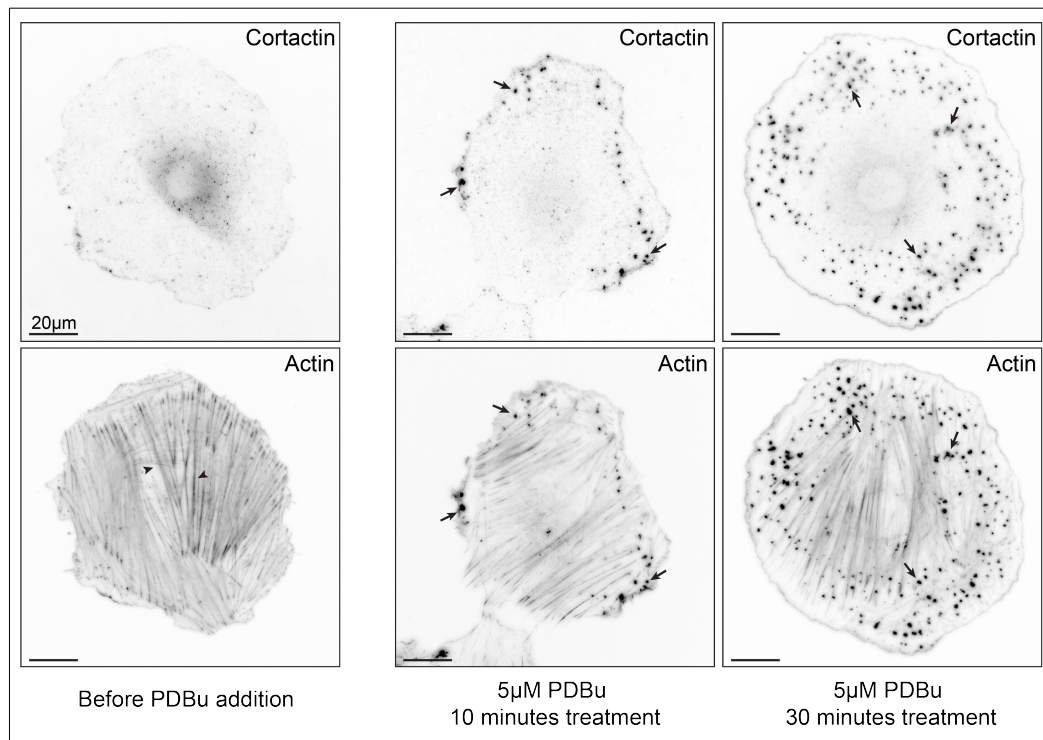 Cortactin
Cortactin
Cortactin
20µm
Actin
Actin
Actin
Before PDBu addition
5µM PDBu
10 minutes treatment
5µM PDBu
30 minutes treatment